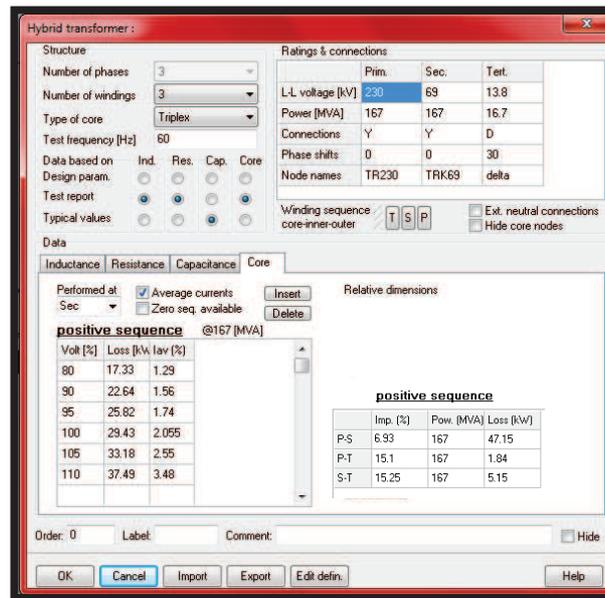 Hybrid transformer :
Structure
Number of phases 3
Number of windings 3
Type of core Triplex
Test frequency [Hz] 60
Data based on Ind. Res. Cap. Core
Design param.
Test report
Typical values
Ratings & connections
Prim. Sec. Tert.
L-L voltage [kV] 230 69 13.8
Power [MVA] 167 167 16.7
Connections Y Y D
Phase shifts 0 0 30
Node names TR230 TRK69 delta
Winding sequence
core-inner-outer T S P
Ext. neutral connections
Hide core nodes
Data
Inductance Resistance Capacitance Core
Performed at
Sec
Average currents
Zero seq. available
Insert
Delete
Relative dimensions
positive sequence @167 [MVA]
Volt [%] Loss [kW Iav (%)
80 17.33 1.29
90 22.64 1.56
95 25.82 1.74
100 29.43 2.055
105 33.18 2.55
110 37.49 3.48
positive sequence
Imp. (%) Pow. (MVA) Loss (kW)
P-S 6.93 167 47.15
P-T 15.1 167 1.84
S-T 15.25 167 5.15
Order: 0 Label: Comment: Hide
OK Cancel Import Export Edit defin. Help